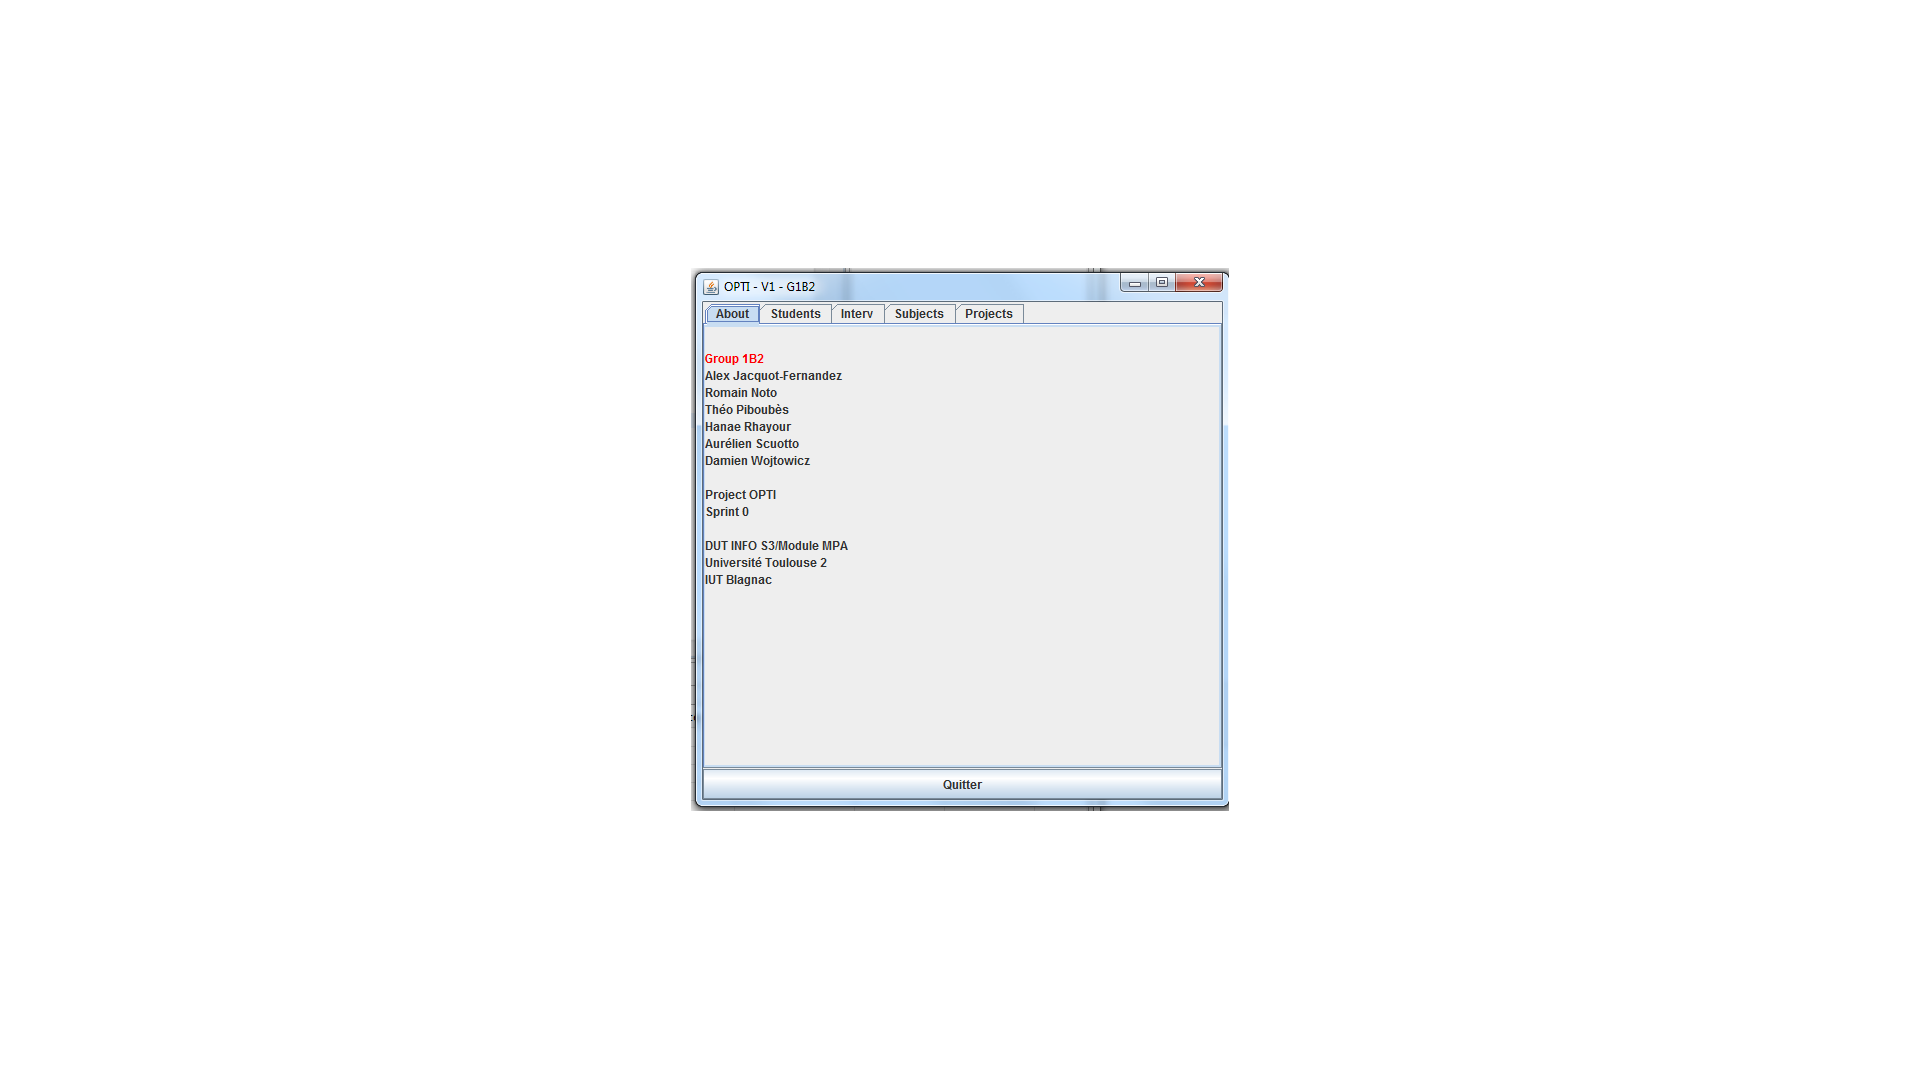 OPTI - V1 - G1B2
About Students Interv Subjects Projects
Group 1B2
Alex Jacquot-Fernandez
Romain Noto
Théo Piboubès
Hanae Rhayour
Aurélien Scuotto
Damien Wojtowicz
Project OPTI
Sprint 0
DUT INFO S3/Module MPA
Université Toulouse 2
IUT Blagnac
Quitter